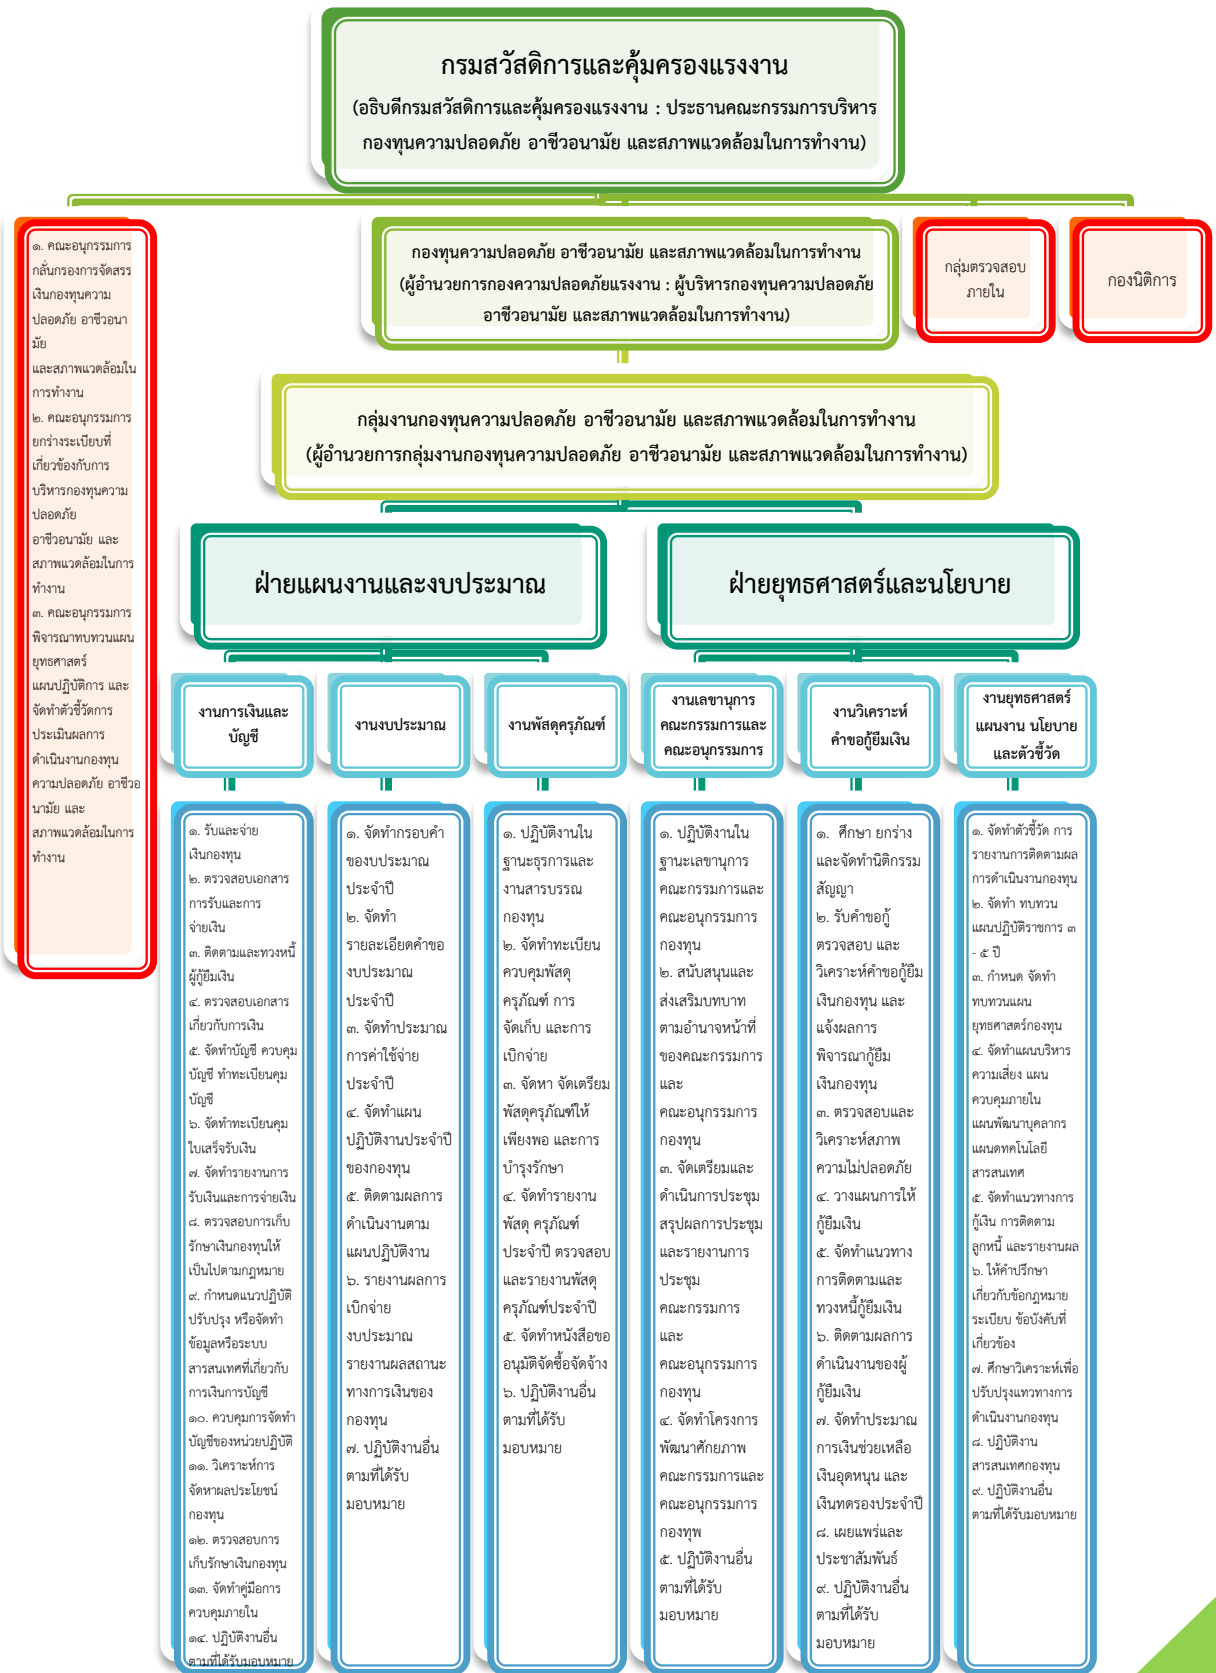 กรมสวัสดิการและคุ้มครองแรงงาน
(อธิบดีกรมสวัสดิการและคุ้มครองแรงงาน : ประธานคณะกรรมการบริหาร
กองทุนความปลอดภัย อาชีวอนามัย และสภาพแวดล้อมในการทำงาน)
๑. คณะอนุกรรมการ
กลั่นกรองการจัดสรร
เงินกองทุนความ
ปลอดภัย อาชีวอนา
มัย
และสภาพแวดล้อมใน
การทำงาน
๒. คณะอนุกรรมการ
ยกร่างระเบียบที่
เกี่ยวข้องกับการ
บริหารกองทุนความ
ปลอดภัย
อาชีวอนามัย และ
สภาพแวดล้อมในการ
ทำงาน
๓. คณะอนุกรรมการ
พิจารณาทบทวนแผน
ยุทธศาสตร์
แผนปฏิบัติการ และ
จัดทำตัวชี้วัดการ
ประเมินผลการ
ดำเนินงานกองทุน
ความปลอดภัย อาชีวอ
นามัย และ
สภาพแวดล้อมในการ
ทำงาน
กองทุนความปลอดภัย อาชีวอนามัย และสภาพแวดล้อมในการทำงาน
(ผู้อำนวยการกองความปลอดภัยแรงงาน : ผู้บริหารกองทุนความปลอดภัย
อาชีวอนามัย และสภาพแวดล้อมในการทำงาน)
กลุ่มตรวจสอบ
ภายใน
กองนิติการ
กลุ่มงานกองทุนความปลอดภัย อาชีวอนามัย และสภาพแวดล้อมในการทำงาน
(ผู้อำนวยการกลุ่มงานกองทุนความปลอดภัย อาชีวอนามัย และสภาพแวดล้อมในการทำงาน)
ฝ่ายแผนงานและงบประมาณ
ฝ่ายยุทธศาสตร์และนโยบาย
งานการเงินและ
บัญชี
งานงบประมาณ
งานพัสดุครุภัณฑ์
งานเลขานุการ
คณะกรรมการและ
คณะอนุกรรมการ
งานวิเคราะห์
คำขอกู้ยืมเงิน
งานยุทธศาสตร์
แผนงาน นโยบาย
และตัวชี้วัด
๑. รับและจ่าย
เงินกองทุน
๒. ตรวจสอบเอกสาร
การรับและการ
จ่ายเงิน
๓. ติดตามและทวงหนี้
ผู้กู้ยืมเงิน
๔. ตรวจสอบเอกสาร
เกี่ยวกับการเงิน
๕. จัดทำบัญชี ควบคุม
บัญชี ทำทะเบียนคุม
บัญชี
๖. จัดทำทะเบียนคุม
ใบเสร็จรับเงิน
๗. จัดทำรายงานการ
รับเงินและการจ่ายเงิน
๘. ตรวจสอบการเก็บ
รักษาเงินกองทุนให้
เป็นไปตามกฎหมาย
๙. กำหนดแนวปฏิบัติ
ปรับปรุง หรือจัดทำ
ข้อมูลหรือระบบ
สารสนเทศที่เกี่ยวกับ
การเงินการบัญชี
๑๐. ควบคุมการจัดทำ
บัญชีของหน่วยปฏิบัติ
๑๑. วิเคราะห์การ
จัดหาผลประโยชน์
กองทุน
๑๒. ตรวจสอบการ
เก็บรักษาเงินกองทุน
๑๓. จัดทำคู่มือการ
ควบคุมภายใน
๑๔. ปฏิบัติงานอื่น
ตามที่ได้รับมอบหมาย
๑. จัดทำกรอบคำ
ของบประมาณ
ประจำปี
๒. จัดทำ
รายละเอียดคำขอ
งบประมาณ
ประจำปี
๓. จัดทำประมาณ
การค่าใช้จ่าย
ประจำปี
๔. จัดทำแผน
ปฏิบัติงานประจำปี
ของกองทุน
๕. ติดตามผลการ
ดำเนินงานตาม
แผนปฏิบัติงาน
๖. รายงานผลการ
เบิกจ่าย
งบประมาณ
รายงานผลสถานะ
ทางการเงินของ
กองทุน
๗. ปฏิบัติงานอื่น
ตามที่ได้รับ
มอบหมาย
๑. ปฏิบัติงานใน
ฐานะธุรการและ
งานสารบรรณ
กองทุน
๒. จัดทำทะเบียน
ควบคุมพัสดุ
ครุภัณฑ์ การ
จัดเก็บ และการ
เบิกจ่าย
๓. จัดหา จัดเตรียม
พัสดุครุภัณฑ์ให้
เพียงพอ และการ
บำรุงรักษา
๔. จัดทำรายงาน
พัสดุ ครุภัณฑ์
ประจำปี ตรวจสอบ
และรายงานพัสดุ
ครุภัณฑ์ประจำปี
๕. จัดทำหนังสือขอ
อนุมัติจัดซื้อจัดจ้าง
๖. ปฏิบัติงานอื่น
ตามที่ได้รับ
มอบหมาย
๑. ปฏิบัติงานใน
ฐานะเลขานุการ
คณะกรรมการและ
คณะอนุกรรมการ
กองทุน
๒. สนับสนุนและ
ส่งเสริมบทบาท
ตามอำนาจหน้าที่
ของคณะกรรมการ
และ
คณะอนุกรรมการ
กองทุน
๓. จัดเตรียมและ
ดำเนินการประชุม
สรุปผลการประชุม
และรายงานการ
ประชุม
คณะกรรมการ
และ
คณะอนุกรรมการ
กองทุน
๔. จัดทำโครงการ
พัฒนาศักยภาพ
คณะกรรมการและ
คณะอนุกรรมการ
กองทุพ
๕. ปฏิบัติงานอื่น
ตามที่ได้รับ
มอบหมาย
๑. ศึกษา ยกร่าง
และจัดทำนิติกรรม
สัญญา
๒. รับคำขอกู้
ตรวจสอบ และ
วิเคราะห์คำขอกู้ยืม
เงินกองทุน และ
แจ้งผลการ
พิจารณากู้ยืม
เงินกองทุน
๓. ตรวจสอบและ
วิเคราะห์สภาพ
ความไม่ปลอดภัย
๔. วางแผนการให้
กู้ยืมเงิน
๕. จัดทำแนวทาง
การติดตามและ
ทวงหนี้กู้ยืมเงิน
๖. ติดตามผลการ
ดำเนินงานของผู้
กู้ยืมเงิน
๗. จัดทำประมาณ
การเงินช่วยเหลือ
เงินอุดหนุน และ
เงินทดรองประจำปี
๘. เผยแพร่และ
ประชาสัมพันธ์
๙. ปฏิบัติงานอื่น
ตามที่ได้รับ
มอบหมาย
๑. จัดทำตัวชี้วัด การ
รายงานการติดตามผล
การดำเนินงานกองทุน
๒. จัดทำ ทบทวน
แผนปฏิบัติราชการ ๓
- ๕ ปี
๓. กำหนด จัดทำ
ทบทวนแผน
ยุทธศาสตร์กองทุน
๔. จัดทำแผนบริหาร
ความเสี่ยง แผน
ควบคุมภายใน
แผนพัฒนาบุคลากร
แผนดทคโนโลยี
สารสนเทศ
๕. จัดทำแนวทางการ
กู้เงิน การติดตาม
ลูกหนี้ และรายงานผล
๖. ให้คำปรึกษา
เกี่ยวกับข้อกฎหมาย
ระเบียบ ข้อบังคับที่
เกี่ยวข้อง
๗. ศึกษาวิเคราะห์เพื่อ
ปรับปรุงแทวทางการ
ดำเนินงานกองทุน
๘. ปฏิบัติงาน
สารสนเทศกองทุน
๙. ปฏิบัติงานอื่น
ตามที่ได้รับมอบหมาย